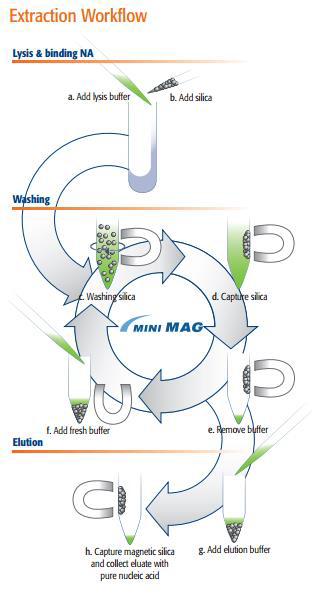 Extraction Workflow
Lysis & binding NA
a. Add lysis buffer
b. Add silica
Washing
c. Washing silica
d. Capture silica
MINI MAG
f. Add fresh buffer
e. Remove buffer
Elution
h. Capture magnetic silica
and collect eluate with
pure nudeic acid
g. Add elution buffer